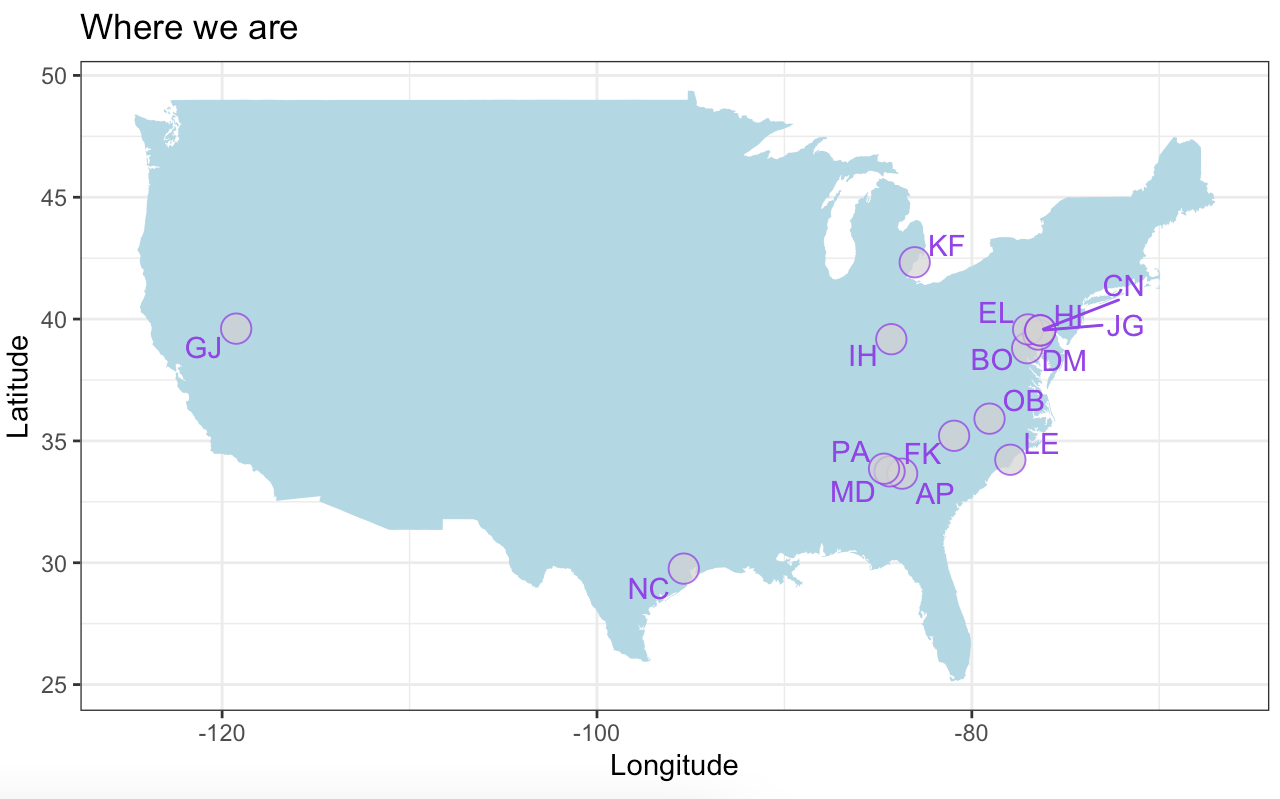 Where we are
50
45
40
35
30
25
Latitude
KF
CN
EL
HI
JG
GJ
IH
BO
DM
OB
LE
PA
FK
MD
AP
NC
-120
-100
-80
Longitude